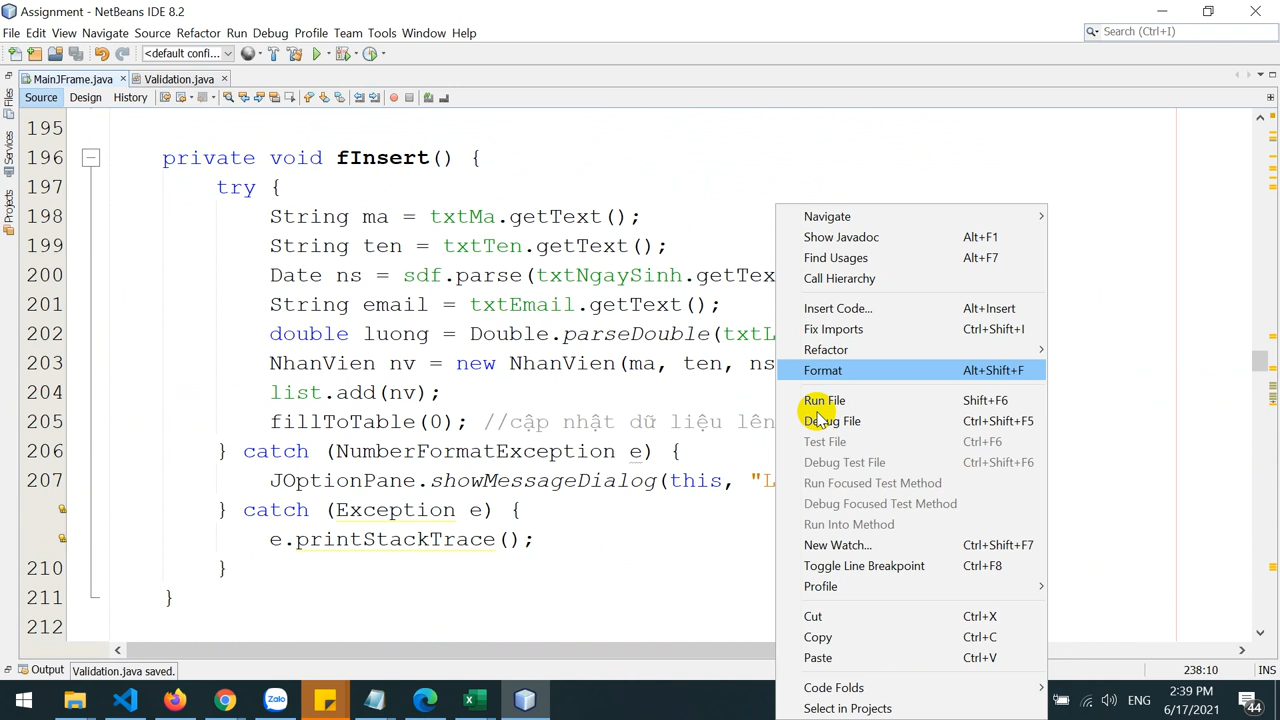 Assignment - NetBeans IDE 8.2
File Edit View Navigate Source Refactor Run Debug Profile Team Tools Window Help
Search (Ctrl+I)
<default confi...
MainJFrame.java
Validation.java
Source Design History
Files
Services
Projects
195
196 private void fInsert() {
197 try {
198 String ma = txtMa.getText();
199 String ten = txtTen.getText();
200 Date ns = sdf.parse(txtNgaySinh.getTex
201 String email = txtEmail.getText();
202 double luong = Double.parseDouble(txtL
203 NhanVien nv = new NhanVien(ma, ten, ns
204 list.add(nv);
205 fillToTable(0); //cập nhật dữ liệu lên
206 } catch (NumberFormatException e) {
207 JOptionPane.showMessageDialog(this, "L
} catch (Exception e) {
e.printStackTrace();
210 }
211 }
212
Navigate
Show Javadoc Alt+F1
Find Usages Alt+F7
Call Hierarchy
Insert Code... Alt+Insert
Fix Imports Ctrl+Shift+I
Refactor
Format Alt+Shift+F
Run File Shift+F6
Debug File Ctrl+Shift+F5
Test File Ctrl+F6
Debug Test File Ctrl+Shift+F6
Run Focused Test Method
Debug Focused Test Method
Run Into Method
New Watch... Ctrl+Shift+F7
Toggle Line Breakpoint Ctrl+F8
Profile
Cut Ctrl+X
Copy Ctrl+C
Paste Ctrl+V
Code Folds
Select in Projects
Output Validation.java saved.
238:10 INS
Zalo
ENG
2:39 PM
6/17/2021
44